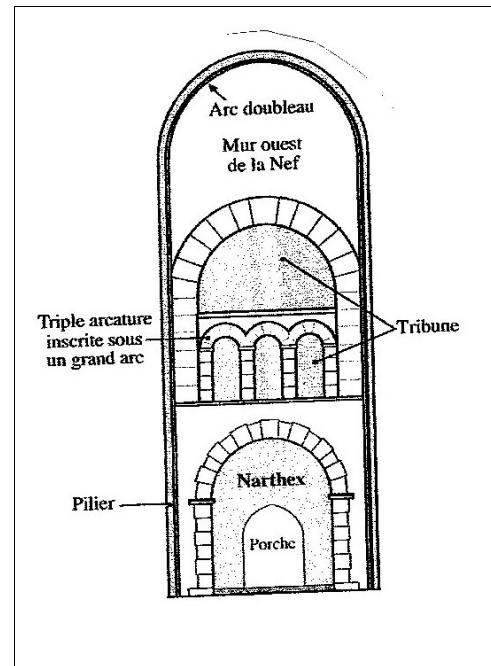 Arc doubleau
Mur ouest
de la Nef
Triple arcature
inscrite sous
un grand arc
Tribune
Narthex
Pilier
Porche